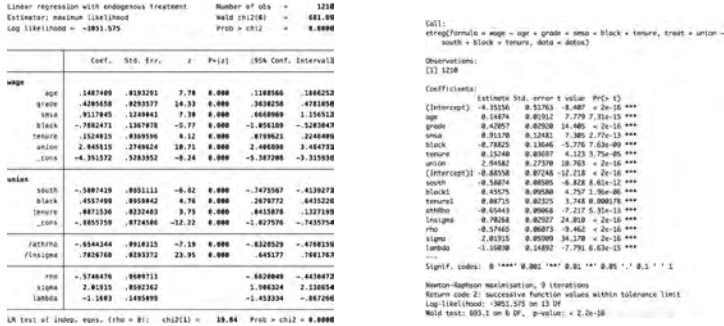 Linear regression with endogenous treatment Number of obs = 1210
Estimator: maximum likelihood Wald chi2(6) = 681.89
Log likelihood = -3051.575 Prob > chi2 = 0.0000
Coef. Std. Err. z P>|z| [95% Conf. Interval]
wage
age .1487409 .0193291 7.70 0.000 .1108566 .1866252
grade .4205658 .0293577 14.33 0.000 .3630258 .4781058
smsa .9117045 .1249041 7.30 0.000 .6668969 1.156512
black -.7882471 .1367078 -5.77 0.000 -1.056189 -.5203047
tenure .1524015 .0369596 4.12 0.000 .0799621 .2248409
union 2.945815 .2749624 10.71 0.000 2.406898 3.484731
_cons -4.351572 .5283952 -8.24 0.000 -5.387208 -3.315936
union
south -.5807419 .0851111 -6.82 0.000 -.7475567 -.4139271
black .4557499 .0958042 4.76 0.000 .2679772 .6435226
tenure .0871536 .0232483 3.75 0.000 .0415878 .1327195
_cons -.8855759 .0724506 -12.22 0.000 -1.027576 -.7435754
/athrho -.6544344 .0910315 -7.19 0.000 -.8328529 -.4760159
/lnsigma .7026768 .0293372 23.95 0.000 .645177 .7601763
rho -.5746476 .0609711 -.6820049 -.4430472
sigma 2.01915 .0592362 1.906324 2.138654
lambda -1.1603 .1495099 -1.453334 -.867266
LR test of indep. eqns. (rho = 0): chi2(1) = 19.84 Prob > chi2 = 0.0000
Call:
etreg(formula = wage ~ age + grade + smsa + black + tenure, treat = union ~
south + black + tenure, data = datos)
Observations:
[1] 1210
Coefficients:
Estimate Std. error t value Pr(> t)
(Intercept) -4.35156 0.51763 -8.407 < 2e-16 ***
age 0.14874 0.01912 7.779 7.31e-15 ***
grade 0.42057 0.02920 14.405 < 2e-16 ***
smsa 0.91170 0.12481 7.305 2.77e-13 ***
black -0.78825 0.13646 -5.776 7.63e-09 ***
tenure 0.15240 0.03697 4.123 3.75e-05 ***
union 2.94582 0.27370 10.763 < 2e-16 ***
(Intercept)1 -0.88558 0.07248 -12.218 < 2e-16 ***
south -0.58074 0.08505 -6.828 8.61e-12 ***
black1 0.45575 0.09580 4.757 1.96e-06 ***
tenure1 0.08715 0.02325 3.748 0.000178 ***
athRho -0.65443 0.09068 -7.217 5.31e-13 ***
lnsigma 0.70268 0.02927 24.010 < 2e-16 ***
rho -0.57465 0.06073 -9.462 < 2e-16 ***
sigma 2.01915 0.05909 34.170 < 2e-16 ***
lambda -1.16030 0.14892 -7.791 6.63e-15 ***
---
Signif. codes: 0 '***' 0.001 '**' 0.01 '*' 0.05 '.' 0.1 ' ' 1
Newton-Raphson maximisation, 9 iterations
Return code 2: successive function values within tolerance limit
Log-likelihood: -3051.575 on 13 Df
Wald test: 693.1 on 6 DF, p-value: < 2.2e-16